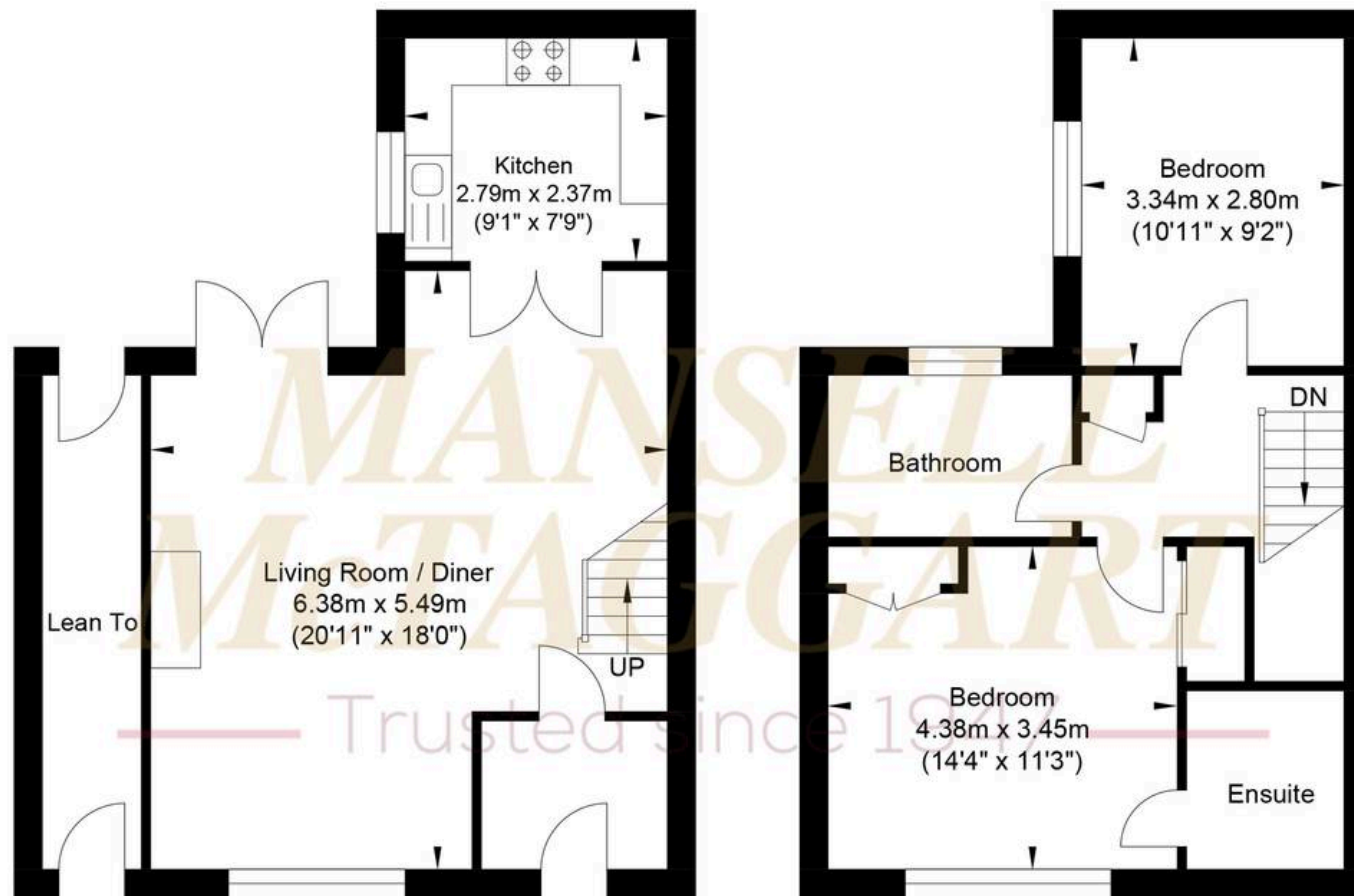 Kitchen
2.79m x 2.37m
(9'1" x 7'9")
Living Room / Diner
6.38m x 5.49m
(20'11" x 18'0")
Lean To
UP
Bedroom
3.34m x 2.80m
(10'11" x 9'2")
DN
Bathroom
Bedroom
4.38m x 3.45m
(14'4" x 11'3")
Ensuite
MANSELL
McTAGGART
Trusted since 1947